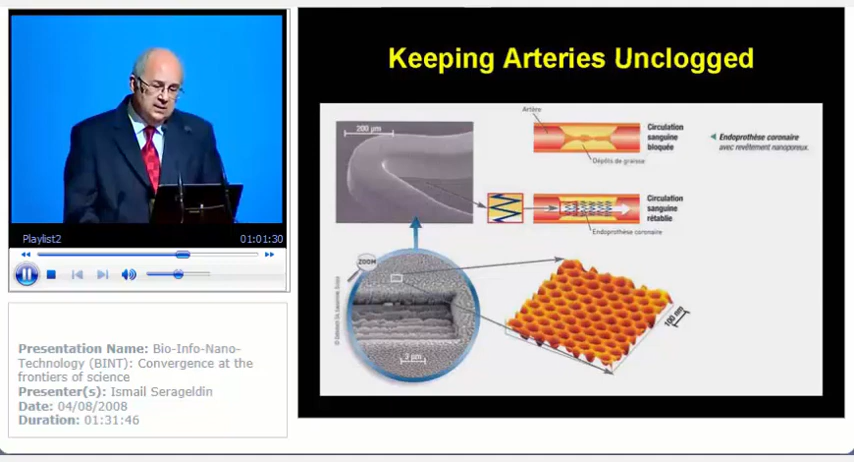 Playlist2
01:01:30
Presentation Name: Bio-Info-Nano-
Technology (BINT): Convergence at the
frontiers of science
Presenter(s): Ismail Serageldin
Date: 04/08/2008
Duration: 01:31:46
Keeping Arteries Unclogged
200 µm
Artère
Dépôts de graisse
Circulation
sanguine
bloquée
Endoprothèse coronaire
avec revêtement nanoporeux.
Circulation
sanguine
rétablie
Endoprothèse coronaire
ZOOM
3 µm
100 nm